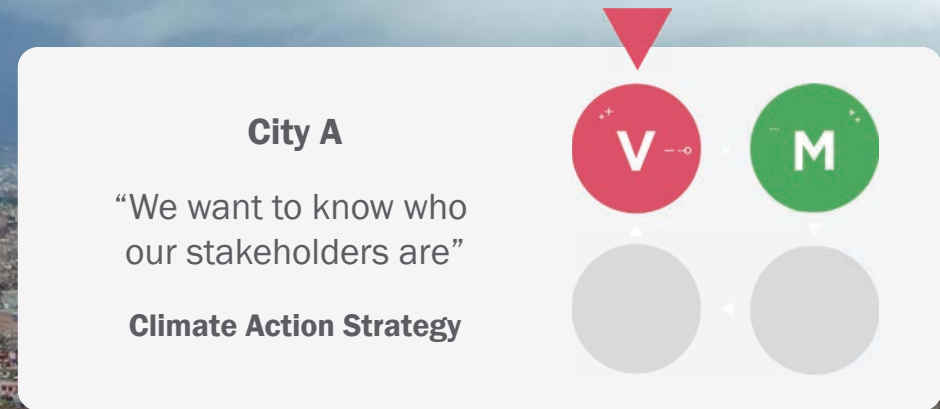 City A
“We want to know who
our stakeholders are”
Climate Action Strategy
V
M